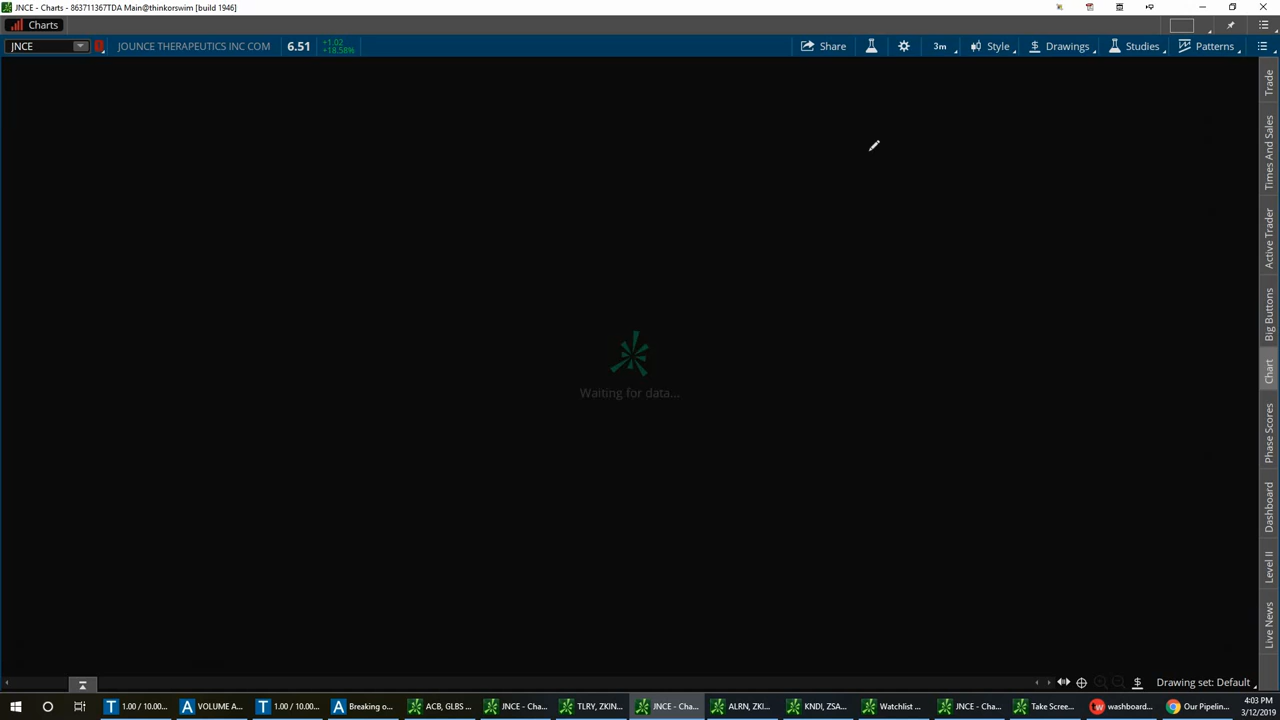 JNCE - Charts - 863711367TDA Main@thinkorswim [build 1946]
Charts
JNCE
JOUNCE THERAPEUTICS INC COM
6.51
+1.02
+18.58%
Share
3m
Style
Drawings
Studies
Patterns
Trade
Times And Sales
Active Trader
Big Buttons
Chart
Phase Scores
Dashboard
Level II
Live News
Waiting for data...
Drawing set: Default
1.00 / 10.00...
VOLUME A...
1.00 / 10.00...
Breaking o...
ACB, GLBS ...
JNCE - Cha...
TLRY, ZKIN...
JNCE - Cha...
ALRN, ZKI...
KNDI, ZSA...
Watchlist ...
JNCE - Cha...
Take Scree...
washboard...
Our Pipelin...
4:03 PM
3/12/2019